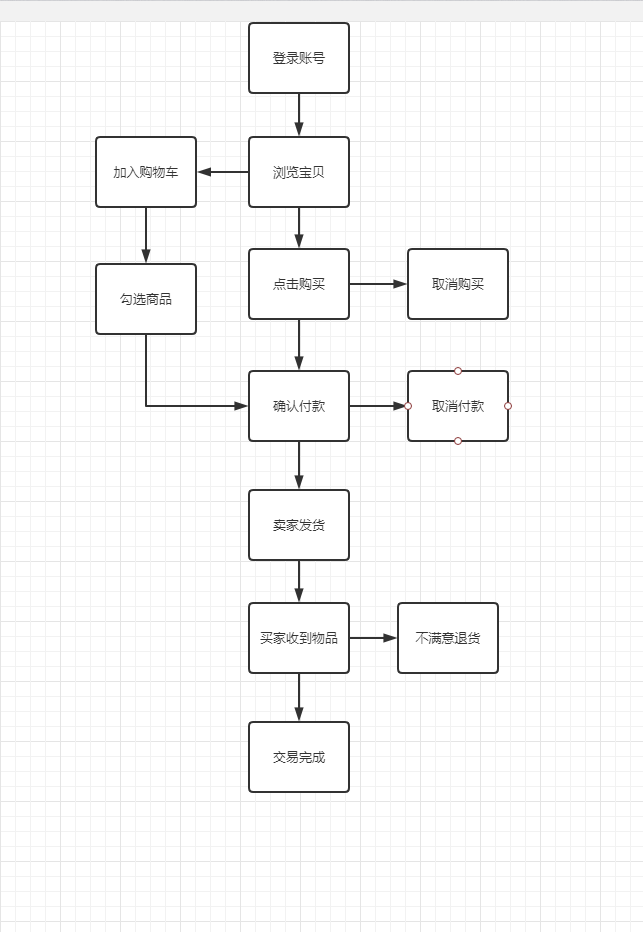 登录账号
加入购物车
浏览宝贝
勾选商品
点击购买
取消购买
确认付款
取消付款
卖家发货
买家收到物品
不满意退货
交易完成